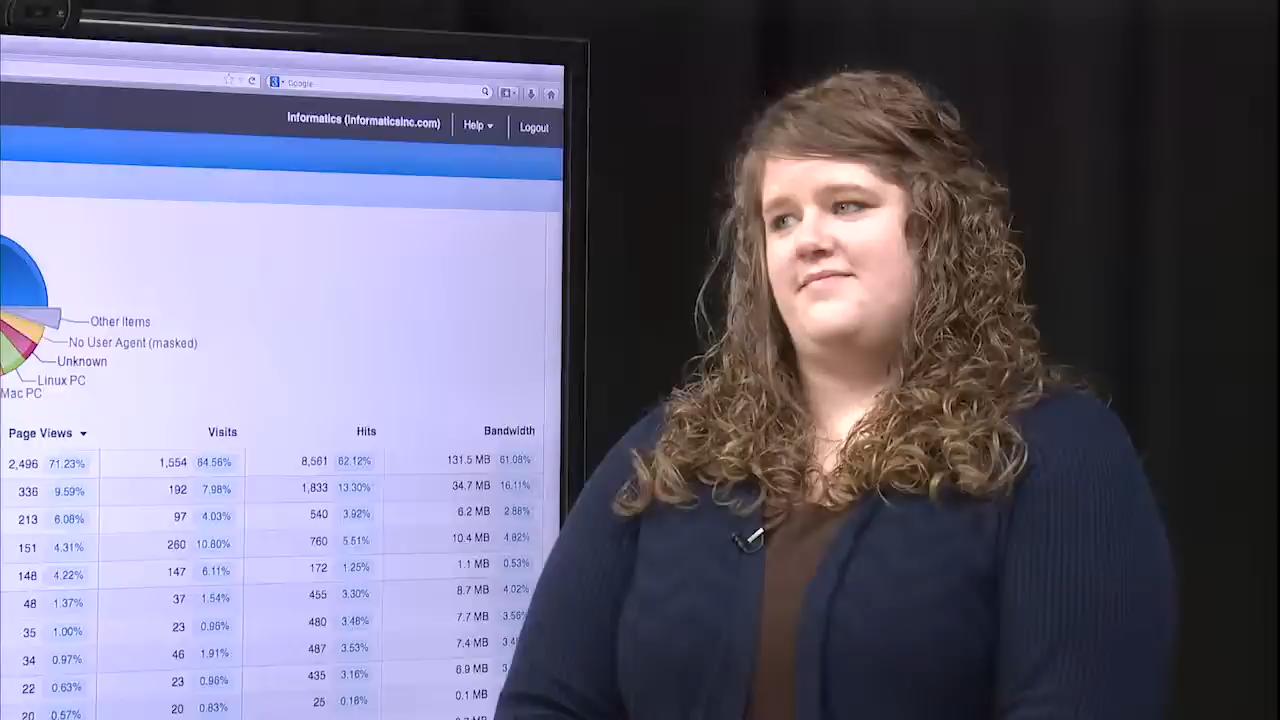 Google
Informatics (informaticsinc.com) Help Logout
Other Items
No User Agent (masked)
Unknown
Linux PC
Mac PC
Page Views Visits Hits Bandwidth
2,496 71.23% 1,554 64.56% 8,561 62.12% 131.5 MB 61.08%
336 9.59% 192 7.98% 1,833 13.30% 34.7 MB 16.11%
213 6.08% 97 4.03% 540 3.92% 6.2 MB 2.88%
151 4.31% 260 10.80% 760 5.51% 10.4 MB 4.82%
148 4.22% 147 6.11% 172 1.25% 1.1 MB 0.53%
48 1.37% 37 1.54% 455 3.30% 8.7 MB 4.02%
35 1.00% 23 0.96% 480 3.48% 7.7 MB 3.56%
34 0.97% 46 1.91% 487 3.53% 7.4 MB
22 0.63% 23 0.96% 435 3.16% 6.9 MB
20 0.57% 20 0.83% 25 0.18% 0.1 MB